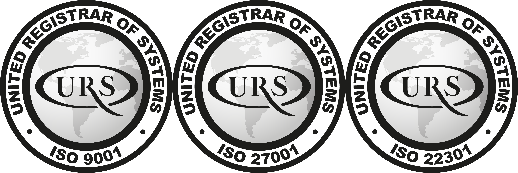 UNITED REGISTRAR OF SYSTEMS
URS
ISO 9001
UNITED REGISTRAR OF SYSTEMS
URS
ISO 27001
UNITED REGISTRAR OF SYSTEMS
URS
ISO 22301